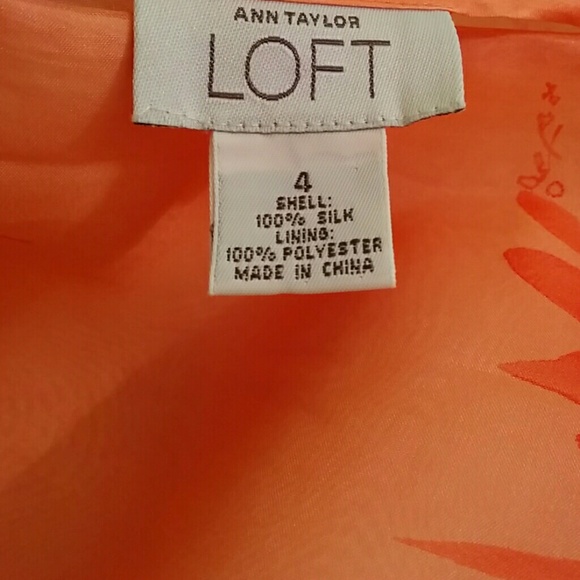 ANN TAYLOR
LOFT
4
SHELL:
100% SILK
LINING:
100% POLYESTER
MADE IN CHINA